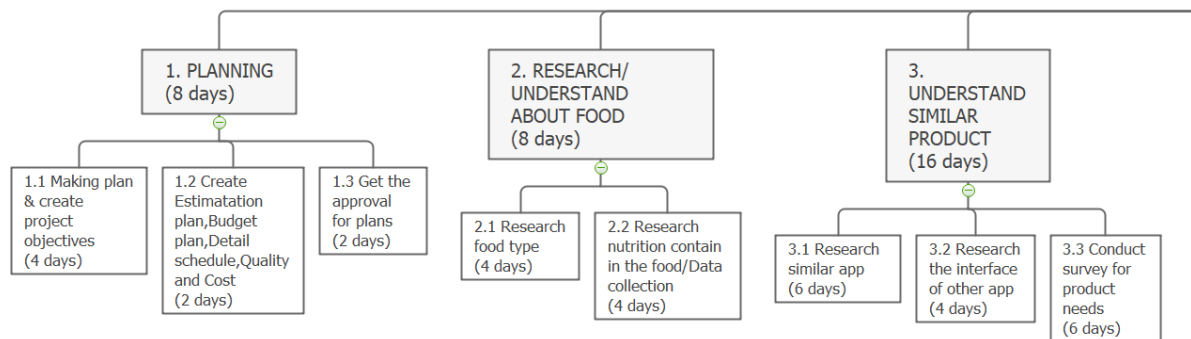 1. PLANNING
(8 days)
2. RESEARCH/
UNDERSTAND
ABOUT FOOD
(8 days)
3.
UNDERSTAND
SIMILAR
PRODUCT
(16 days)
1.1 Making plan
& create
project
objectives
(4 days)
1.2 Create
Estimatation
plan,Budget
plan,Detail
schedule,Quality
and Cost
(2 days)
1.3 Get the
approval
for plans
(2 days)
2.1 Research
food type
(4 days)
2.2 Research
nutrition contain
in the food/Data
collection
(4 days)
3.1 Research
similar app
(6 days)
3.2 Research
the interface
of other app
(4 days)
3.3 Conduct
survey for
product
needs
(6 days)